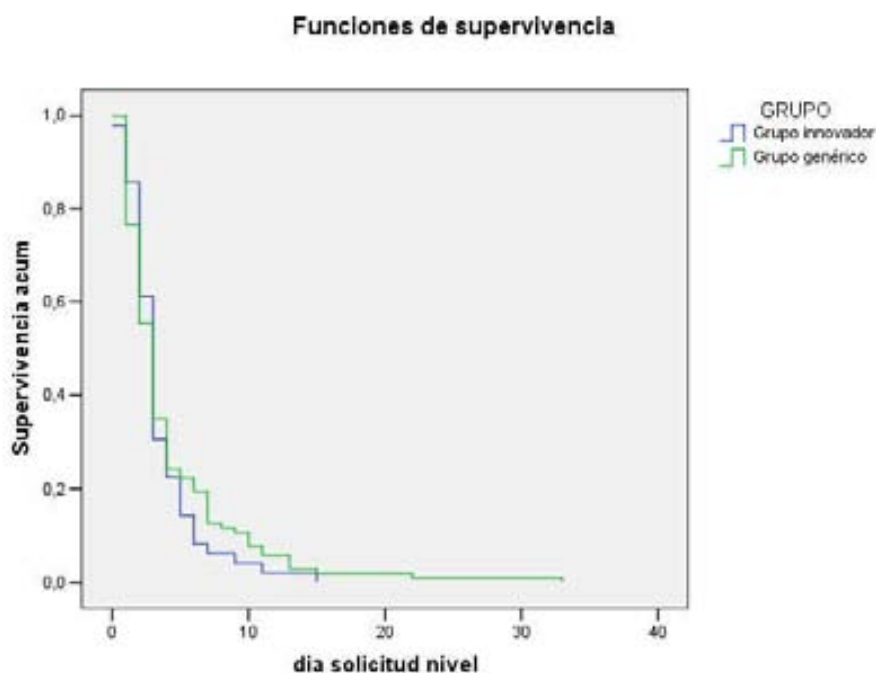 Funciones de supervivencia
GRUPO
Grupo innovador
Grupo genérico
Supervivencia acum
1,0
0,8
0,6
0,4
0,2
0,0
0 10 20 30 40
dia solicitud nivel